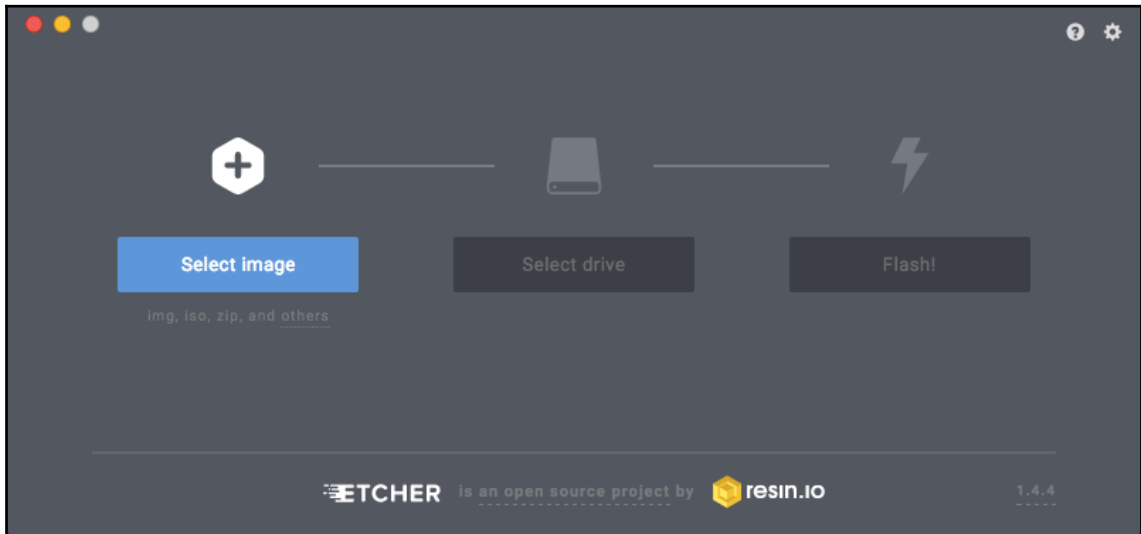 Select image
Select drive
Flash!
img, iso, zip, and others
ETCHER is an open source project by resin.io 1.4.4